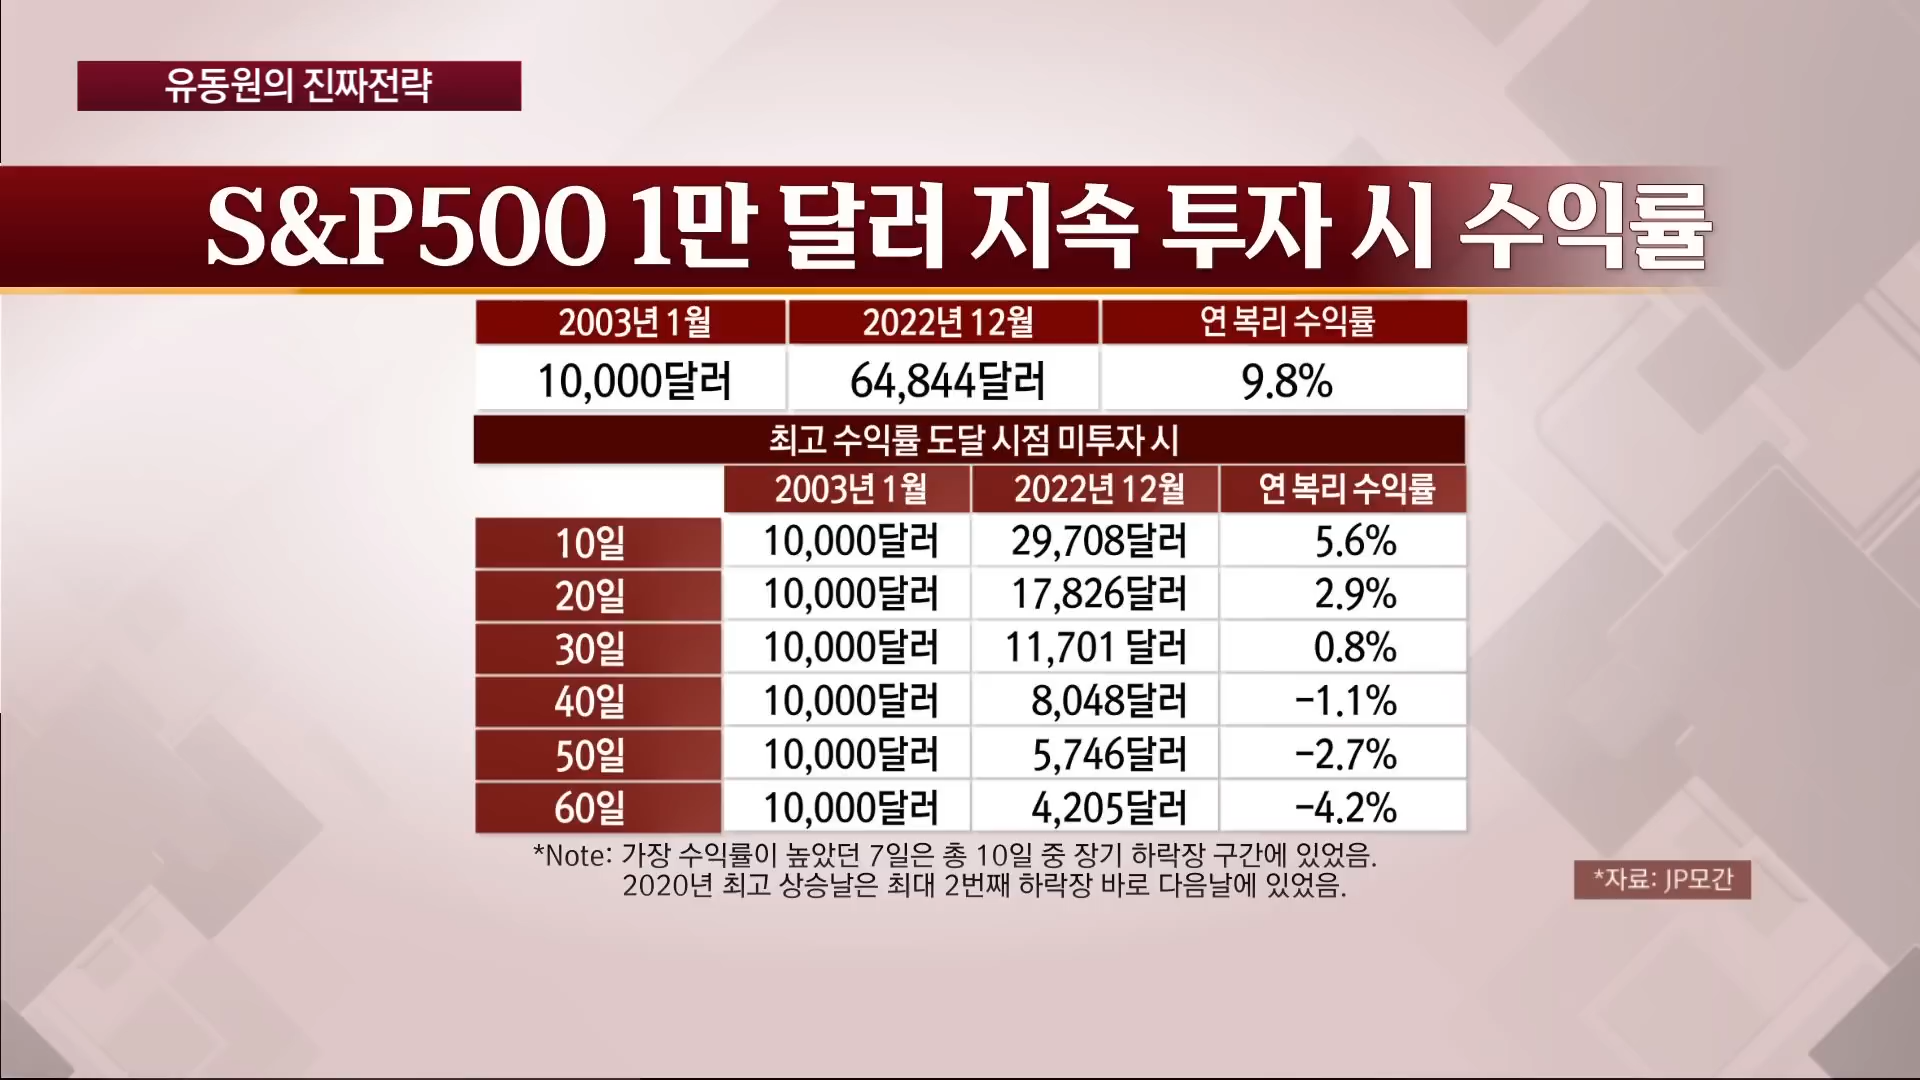 유동원의 진짜전략
S&P500 1만 달러 지속 투자 시 수익률
2003년 1월 2022년 12월 연 복리 수익률
10,000달러 64,844달러 9.8%
최고 수익률 도달 시점 미투자 시
2003년 1월 2022년 12월 연 복리 수익률
10일 10,000달러 29,708달러 5.6%
20일 10,000달러 17,826달러 2.9%
30일 10,000달러 11,701 달러 0.8%
40일 10,000달러 8,048달러 -1.1%
50일 10,000달러 5,746달러 -2.7%
60일 10,000달러 4,205달러 -4.2%
*Note: 가장 수익률이 높았던 7일은 총 10일 중 장기 하락장 구간에 있었음.
2020년 최고 상승날은 최대 2번째 하락장 바로 다음날에 있었음.
*자료: JP모간